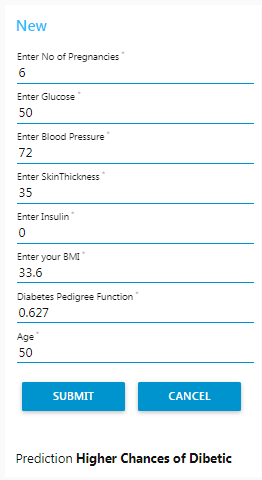 New
Enter No of Pregnancies *
6
Enter Glucose *
50
Enter Blood Pressure *
72
Enter SkinThickness *
35
Enter Insulin *
0
Enter your BMI *
33.6
Diabetes Pedigree Function *
0.627
Age *
50
SUBMIT CANCEL
Prediction Higher Chances of Dibetic